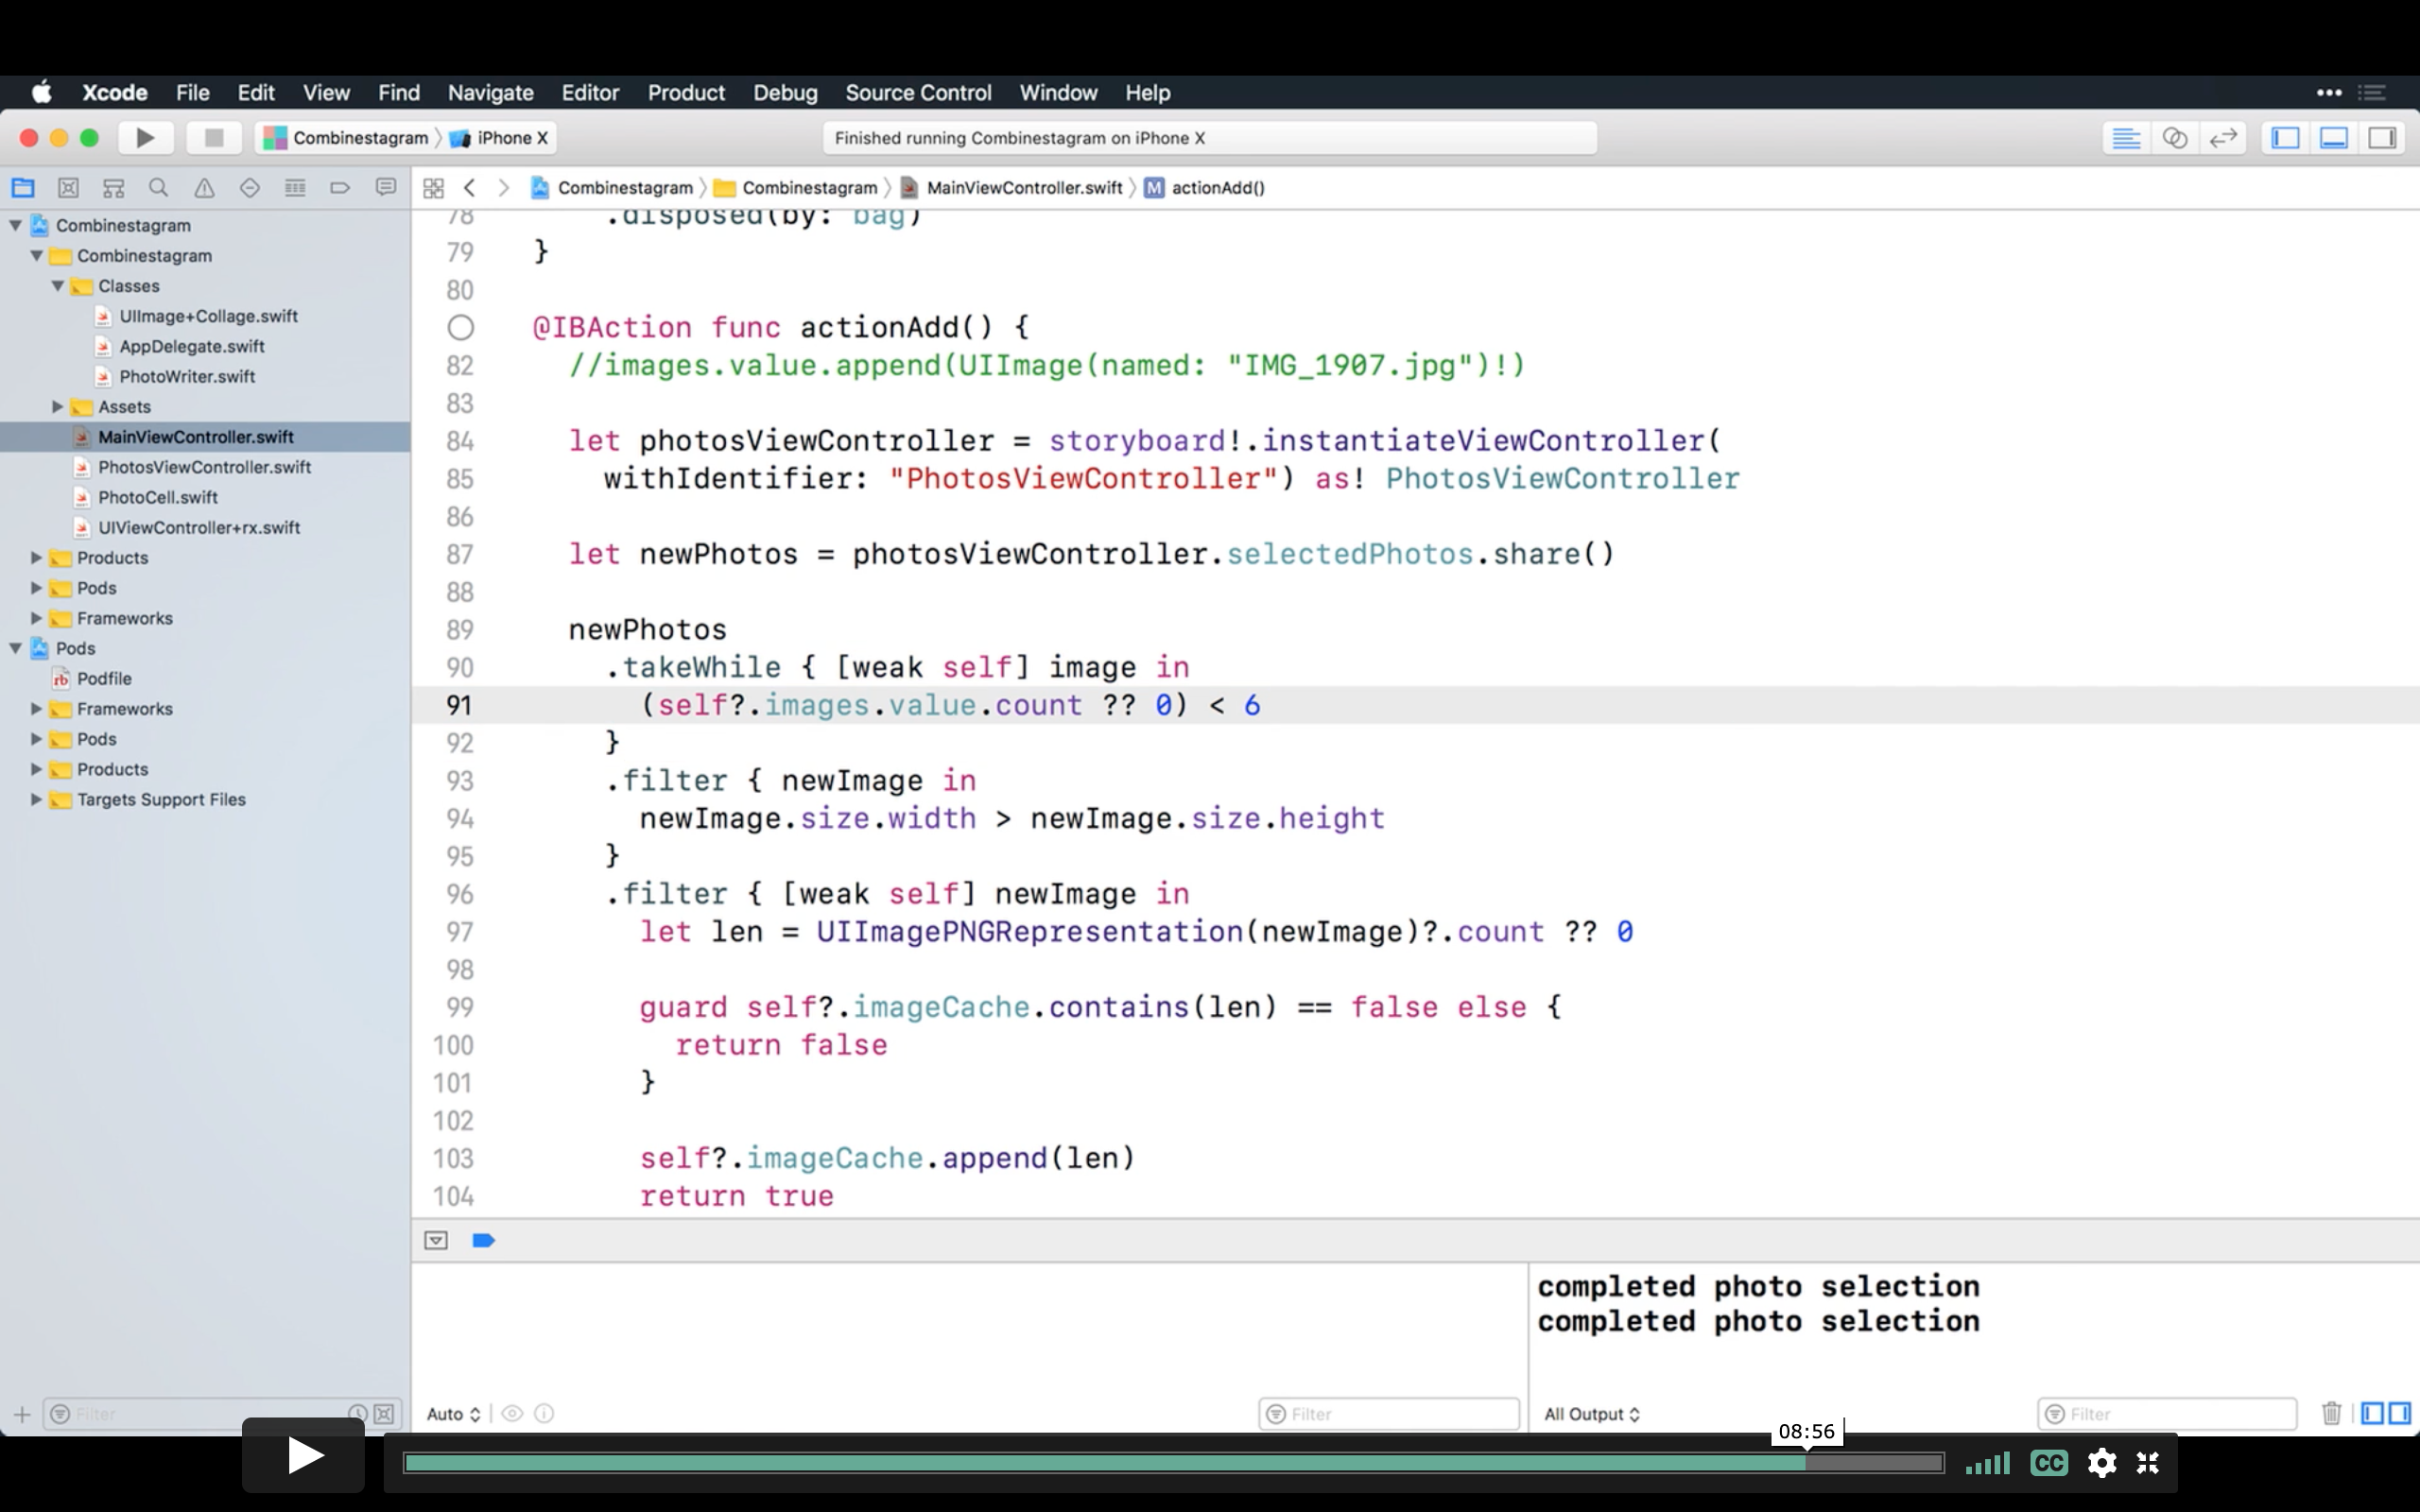 Xcode File Edit View Find Navigate Editor Product Debug Source Control Window Help
Combinestagram iPhone X
Finished running Combinestagram on iPhone X
Combinestagram Combinestagram MainViewController.swift M actionAdd()
Combinestagram
Combinestagram
Classes
UIImage+Collage.swift
AppDelegate.swift
PhotoWriter.swift
Assets
MainViewController.swift
PhotosViewController.swift
PhotoCell.swift
UIViewController+rx.swift
Products
Pods
Frameworks
Pods
rb Podfile
Frameworks
Pods
Products
Targets Support Files
Filter
78 .disposed(by: bag)
79 }
80
@IBAction func actionAdd() {
82 //images.value.append(UIImage(named: "IMG_1907.jpg")!)
83
84 let photosViewController = storyboard!.instantiateViewController(
85 withIdentifier: "PhotosViewController") as! PhotosViewController
86
87 let newPhotos = photosViewController.selectedPhotos.share()
88
89 newPhotos
90 .takeWhile { [weak self] image in
91 (self?.images.value.count ?? 0) < 6
92 }
93 .filter { newImage in
94 newImage.size.width > newImage.size.height
95 }
96 .filter { [weak self] newImage in
97 let len = UIImagePNGRepresentation(newImage)?.count ?? 0
98
99 guard self?.imageCache.contains(len) == false else {
100 return false
101 }
102
103 self?.imageCache.append(len)
104 return true
completed photo selection
completed photo selection
Auto Filter
All Output Filter
08:56
CC